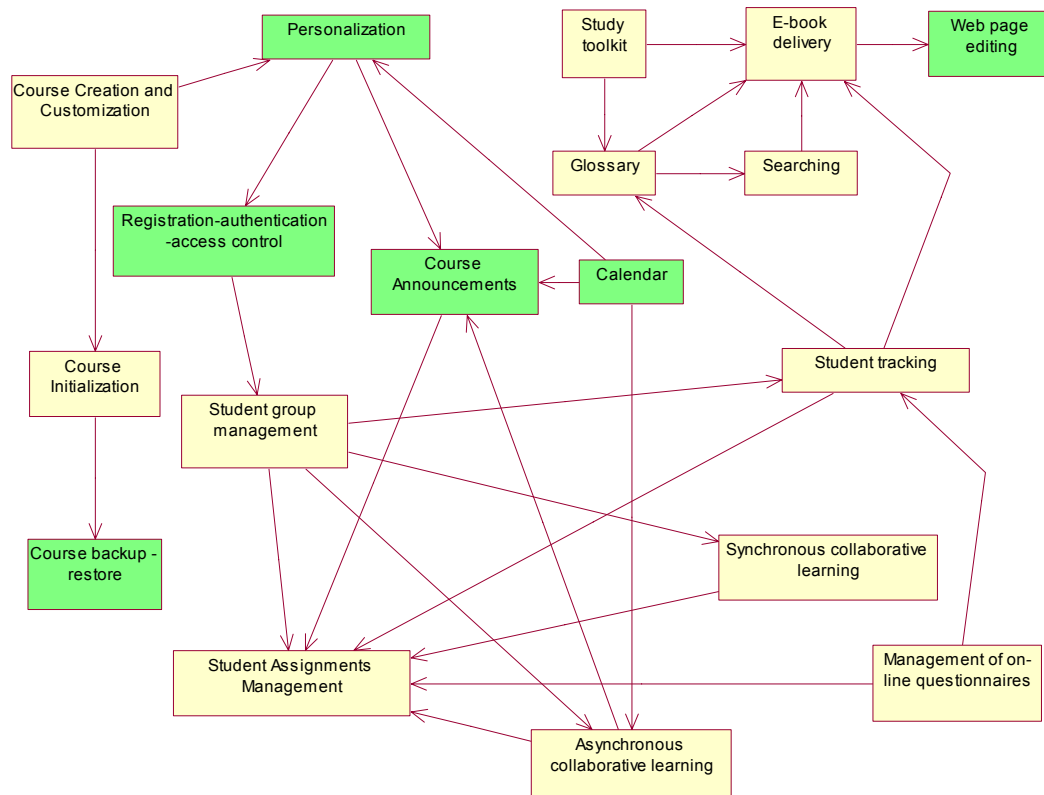 Personalization
Study
toolkit
E-book
delivery
Web page
editing
Course Creation and
Customization
Glossary
Searching
Registration-authentication
-access control
Course
Announcements
Calendar
Course
Initialization
Student tracking
Student group
management
Course backup -
restore
Synchronous collaborative
learning
Student Assignments
Management
Management of on-
line questionnaires
Asynchronous
collaborative learning